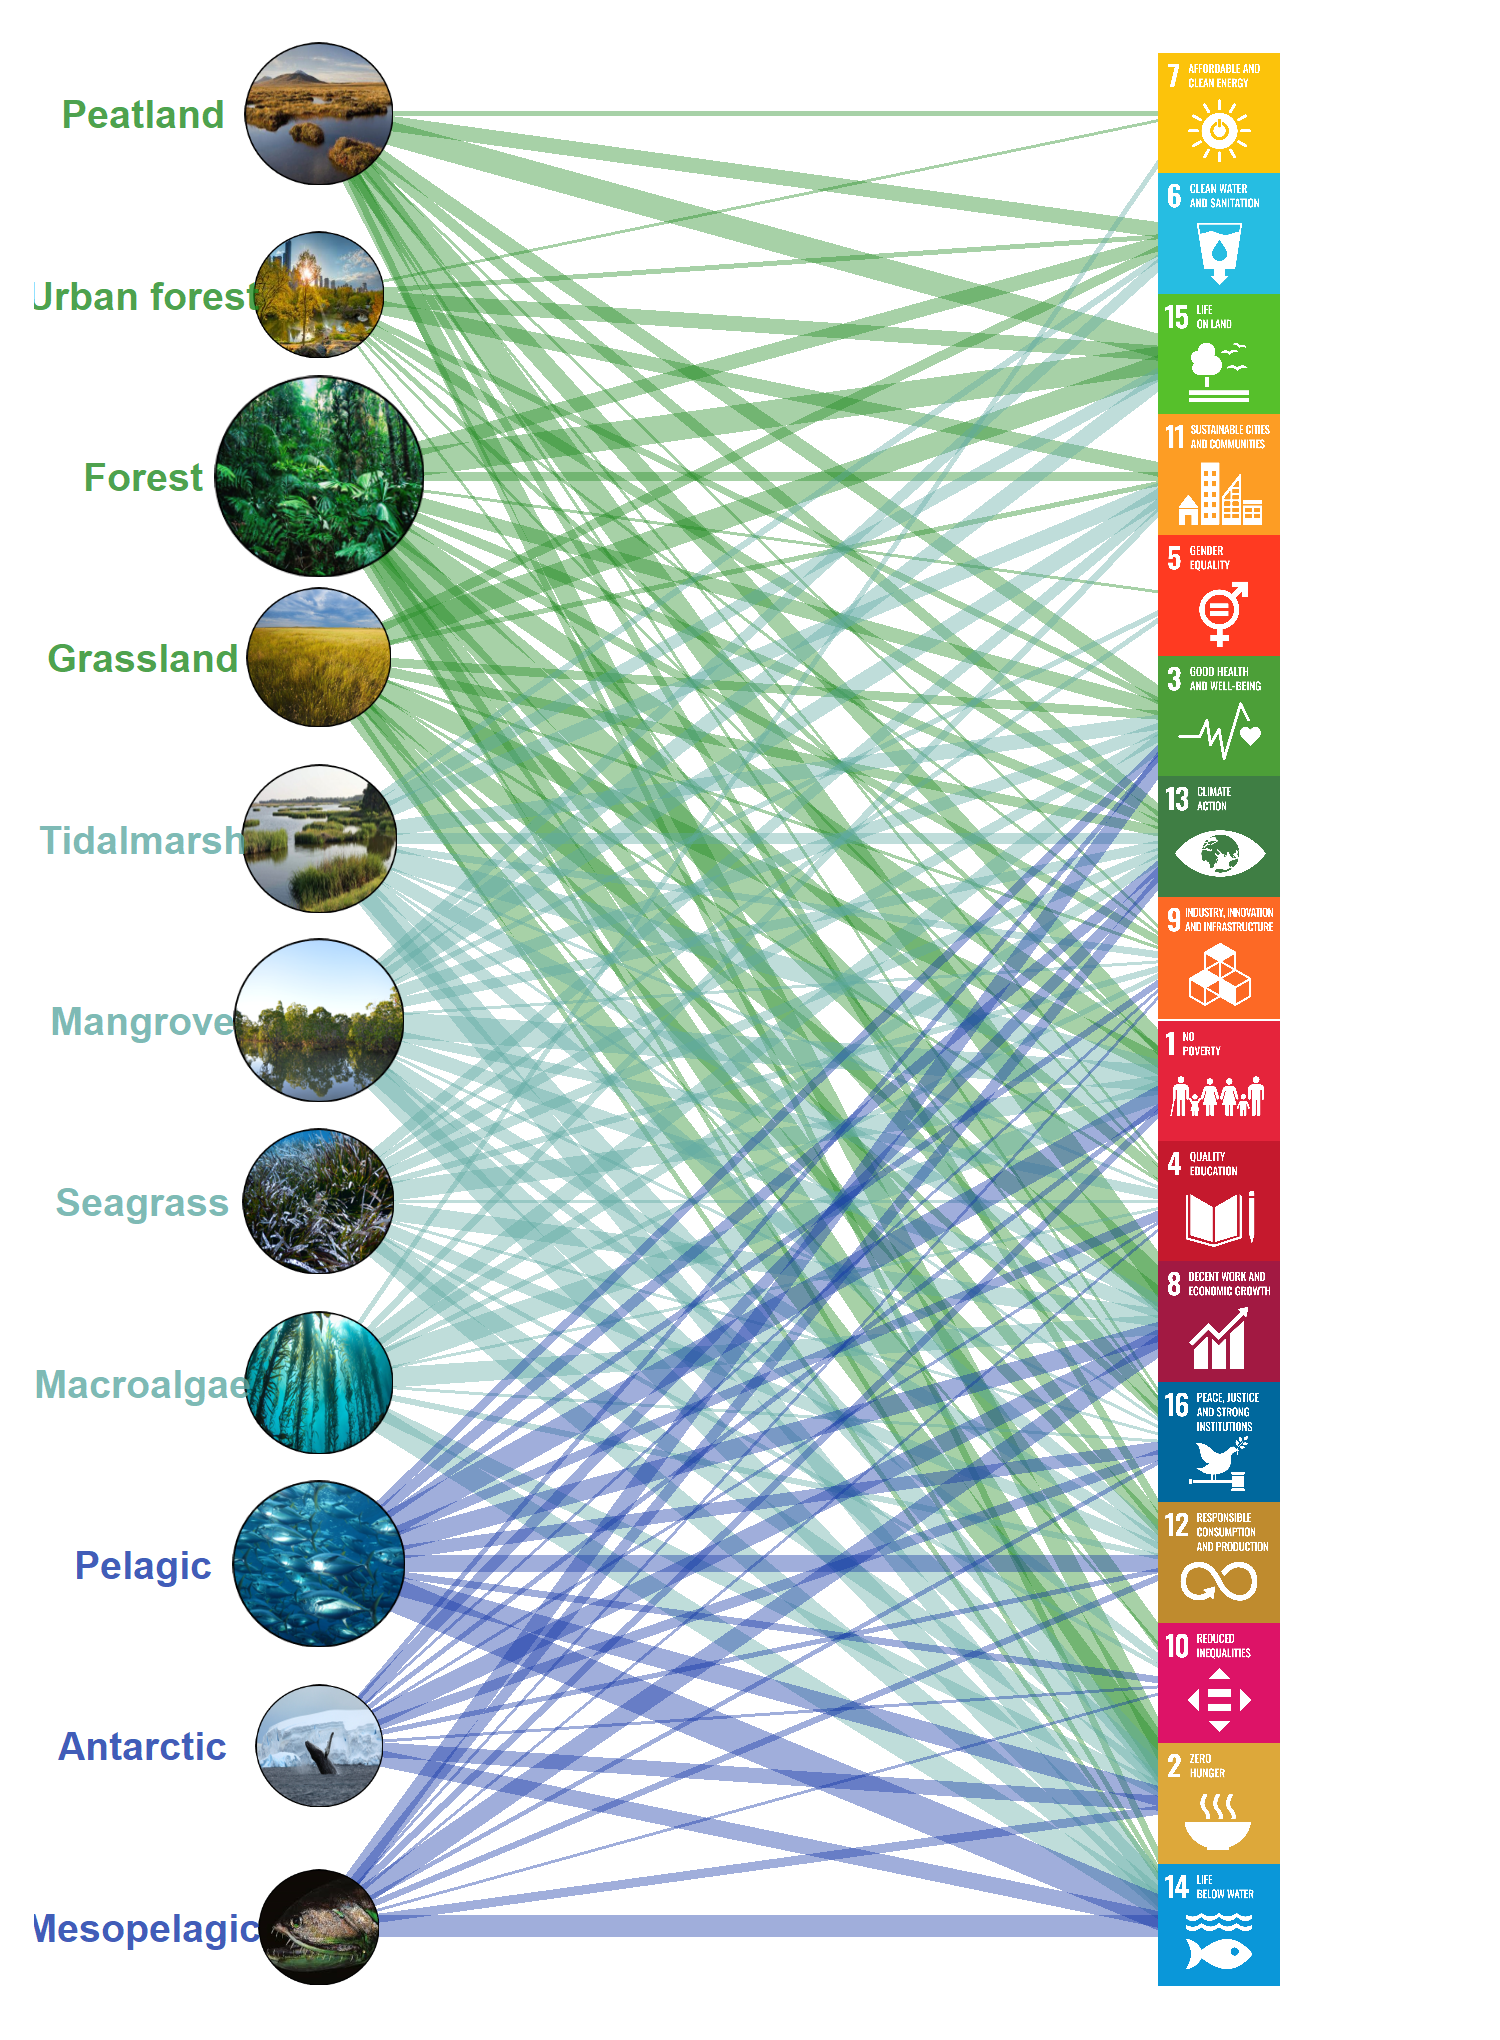 Peatland
Urban forest
Forest
Grassland
Tidalmarsh
Mangrove
Seagrass
Macroalgae
Pelagic
Antarctic
Mesopelagic
7 AFFORDABLE AND
CLEAN ENERGY
6 CLEAN WATER
AND SANITATION
15 LIFE
ON LAND
11 SUSTAINABLE CITIES
AND COMMUNITIES
5 GENDER
EQUALITY
3 GOOD HEALTH
AND WELL-BEING
13 CLIMATE
ACTION
9 INDUSTRY, INNOVATION
AND INFRASTRUCTURE
1 NO
POVERTY
4 QUALITY
EDUCATION
8 DECENT WORK AND
ECONOMIC GROWTH
16 PEACE, JUSTICE
AND STRONG
INSTITUTIONS
12 RESPONSIBLE
CONSUMPTION
AND PRODUCTION
10 REDUCED
INEQUALITIES
2 ZERO
HUNGER
14 LIFE
BELOW WATER